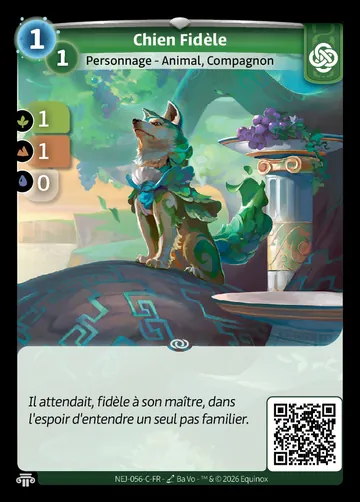 1
Chien Fidèle
1
Personnage - Animal, Compagnon
1
1
0
Il attendait, fidèle à son maître, dans
l'espoir d'entendre un seul pas familier.
NEJ-056-C-FR - Ba Vo - ™ & © 2026 Equinox